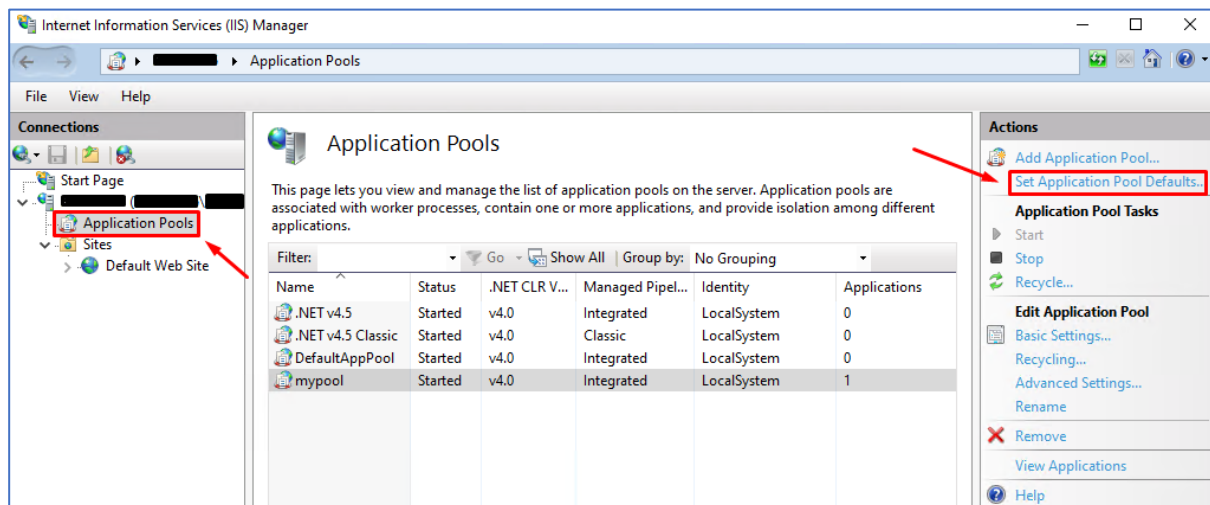 Internet Information Services (IIS) Manager
Application Pools
File View Help
Connections
Start Page
(
\
Application Pools
Sites
Default Web Site
Application Pools
This page lets you view and manage the list of application pools on the server. Application pools are
associated with worker processes, contain one or more applications, and provide isolation among different
applications.
Filter: Go Show All Group by: No Grouping
Name Status .NET CLR V... Managed Pipel... Identity Applications
.NET v4.5 Started v4.0 Integrated LocalSystem 0
.NET v4.5 Classic Started v4.0 Classic LocalSystem 0
DefaultAppPool Started v4.0 Integrated LocalSystem 0
mypool Started v4.0 Integrated LocalSystem 1
Actions
Add Application Pool...
Set Application Pool Defaults...
Application Pool Tasks
Start
Stop
Recycle...
Edit Application Pool
Basic Settings...
Recycling...
Advanced Settings...
Rename
Remove
View Applications
Help